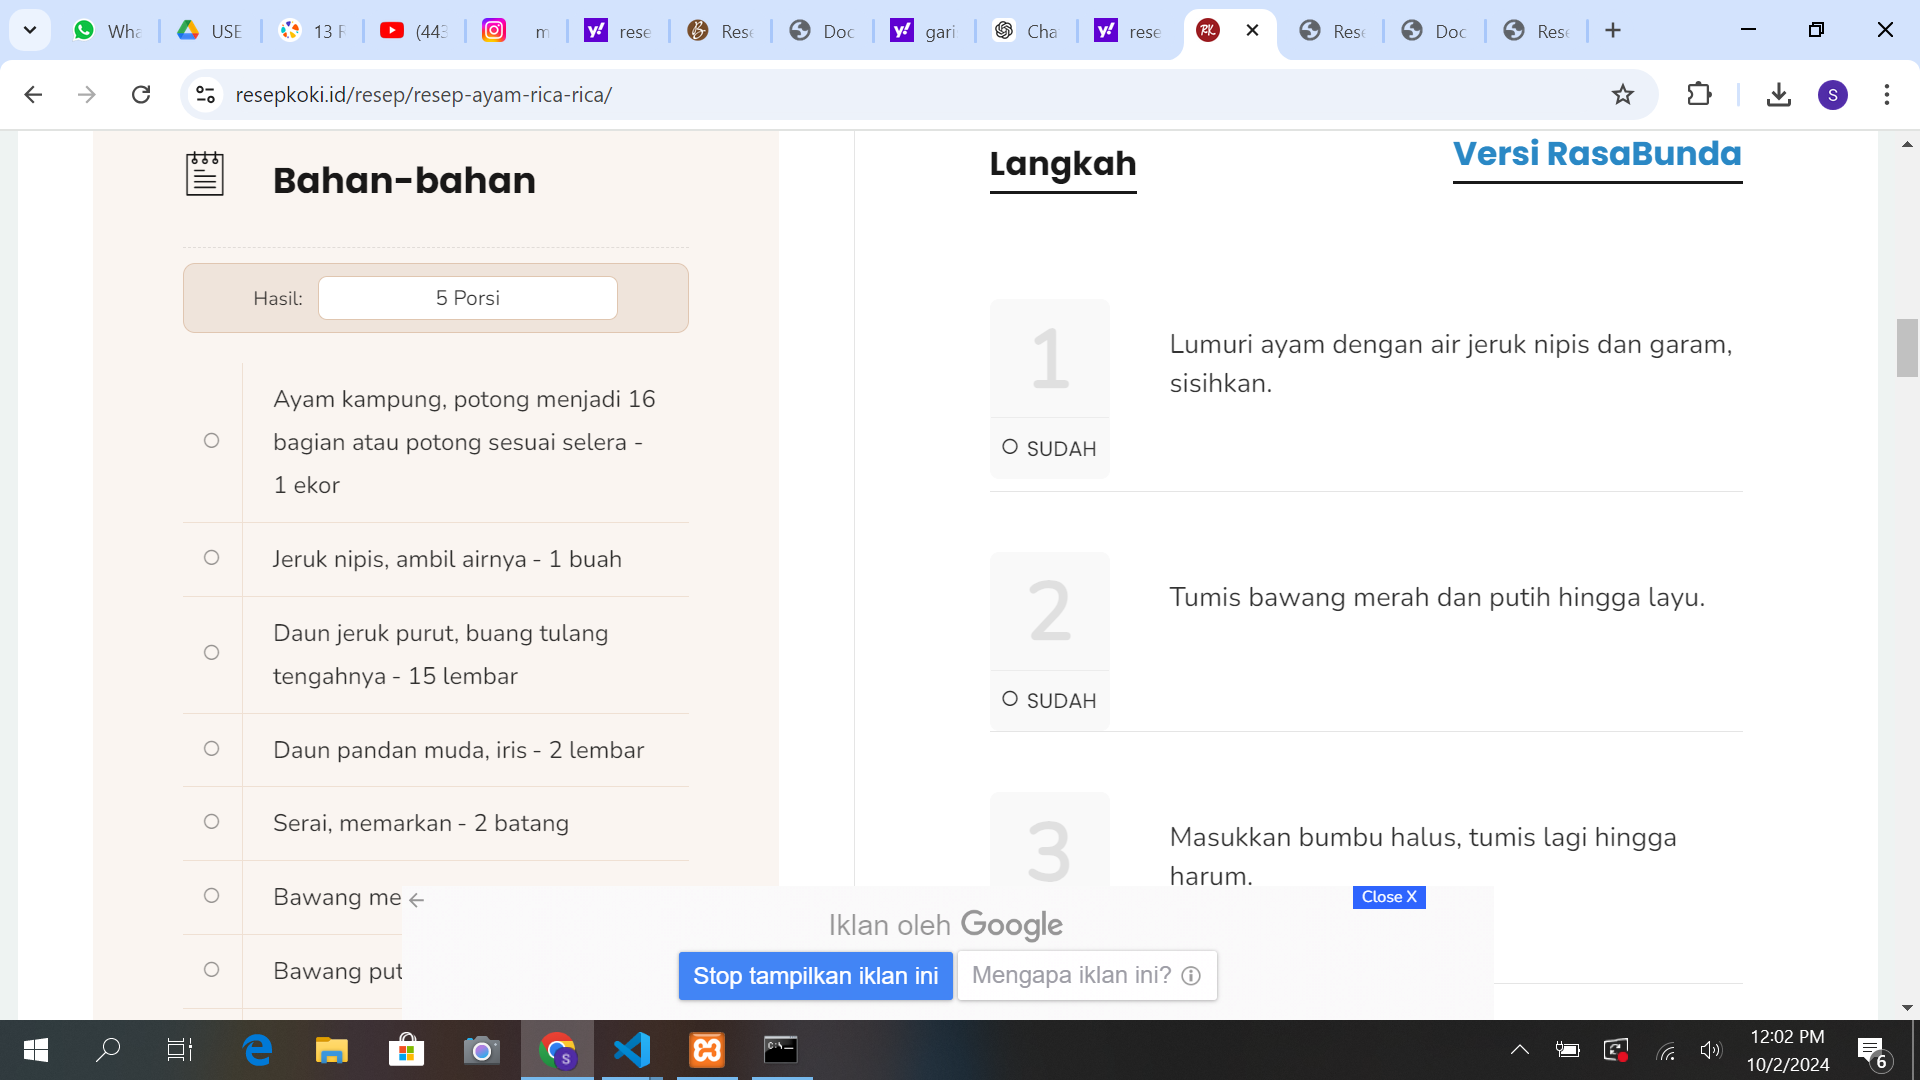 Wha
USE
13 R
(443
m
rese
Rese
Doc
gari
Cha
rese
RK
Rese
Doc
Rese
resepkoki.id/resep/resep-ayam-rica-rica/
S
Bahan-bahan
Hasil:
5 Porsi
Ayam kampung, potong menjadi 16
bagian atau potong sesuai selera -
1 ekor
Jeruk nipis, ambil airnya - 1 buah
Daun jeruk purut, buang tulang
tengahnya - 15 lembar
Daun pandan muda, iris - 2 lembar
Serai, memarkan - 2 batang
Bawang me
Bawang put
Langkah
Versi RasaBunda
1
SUDAH
Lumuri ayam dengan air jeruk nipis dan garam,
sisihkan.
2
SUDAH
Tumis bawang merah dan putih hingga layu.
3
Masukkan bumbu halus, tumis lagi hingga
harum.
Close X
Iklan oleh Google
Stop tampilkan iklan ini
Mengapa iklan ini?
S
12:02 PM
10/2/2024
6